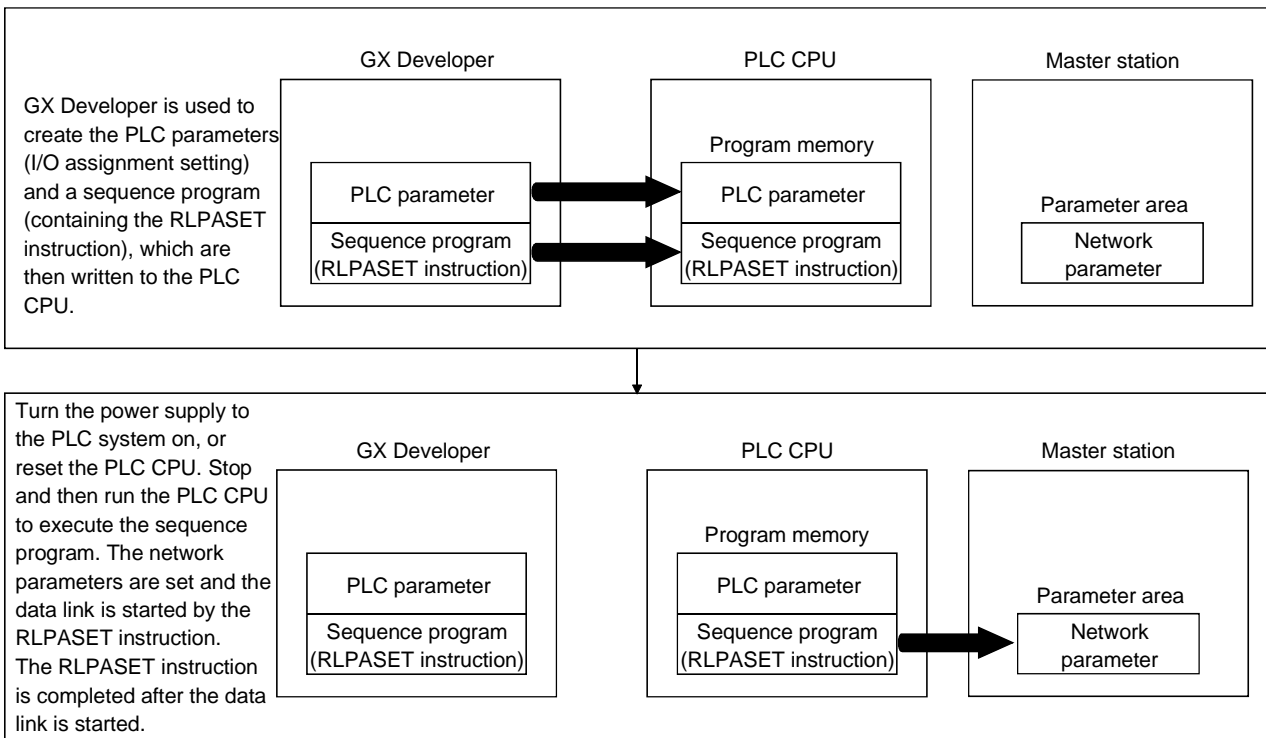 GX Developer
PLC CPU
Master station
GX Developer is used to
create the PLC parameters
(I/O assignment setting)
and a sequence program
(containing the RLPASET
instruction), which are
then written to the PLC
CPU.
PLC parameter
Sequence program
(RLPASET instruction)
Program memory
PLC parameter
Sequence program
(RLPASET instruction)
Parameter area
Network
parameter
Turn the power supply to
the PLC system on, or
reset the PLC CPU. Stop
and then run the PLC CPU
to execute the sequence
program. The network
parameters are set and the
data link is started by the
RLPASET instruction.
The RLPASET instruction
is completed after the data
link is started.
GX Developer
PLC CPU
Master station
PLC parameter
Sequence program
(RLPASET instruction)
Program memory
PLC parameter
Sequence program
(RLPASET instruction)
Parameter area
Network
parameter